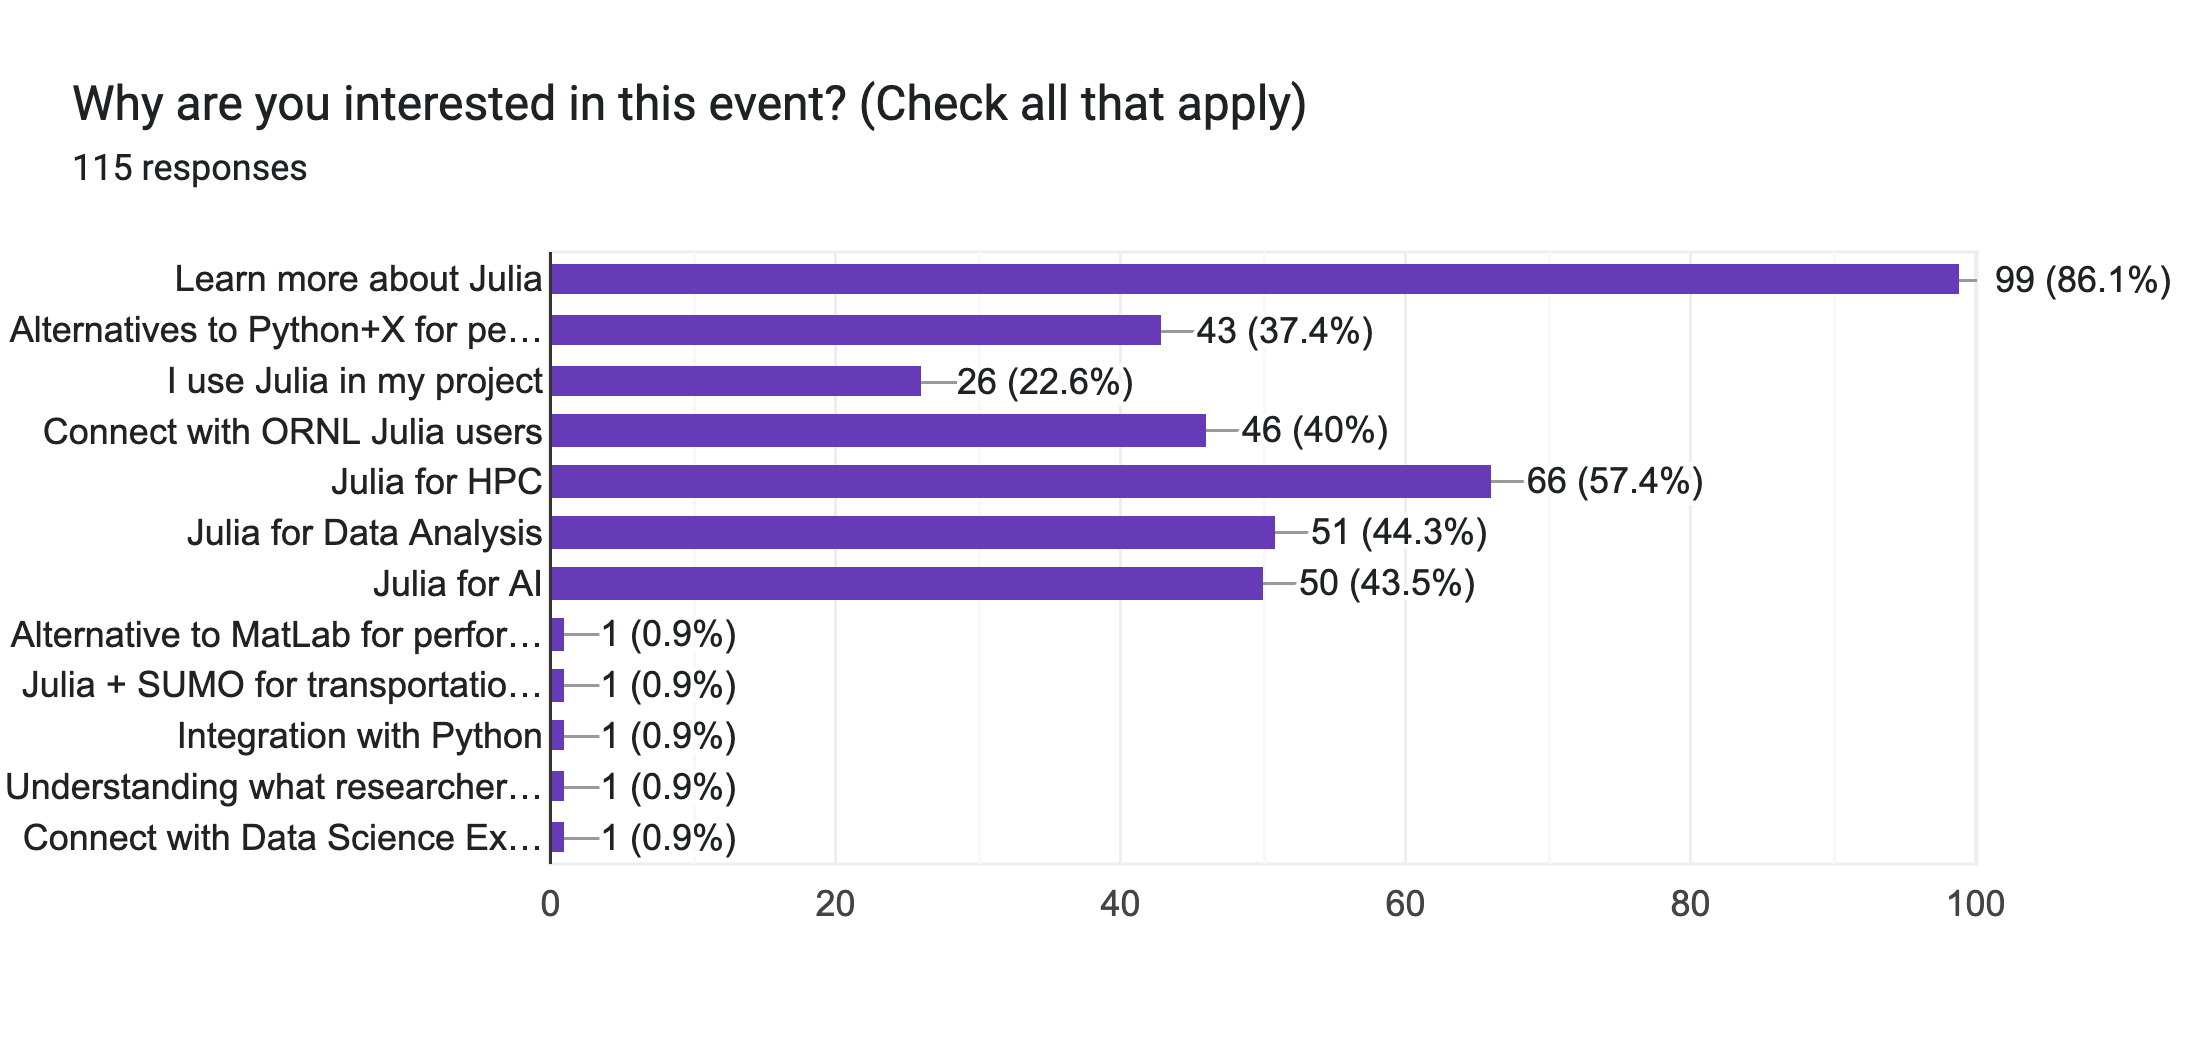 Why are you interested in this event? (Check all that apply)
115 responses
Learn more about Julia 99 (86.1%)
Alternatives to Python+X for pe… 43 (37.4%)
I use Julia in my project 26 (22.6%)
Connect with ORNL Julia users 46 (40%)
Julia for HPC 66 (57.4%)
Julia for Data Analysis 51 (44.3%)
Julia for AI 50 (43.5%)
Alternative to MatLab for perfor… 1 (0.9%)
Julia + SUMO for transportatio… 1 (0.9%)
Integration with Python 1 (0.9%)
Understanding what researcher… 1 (0.9%)
Connect with Data Science Ex… 1 (0.9%)
0 20 40 60 80 100